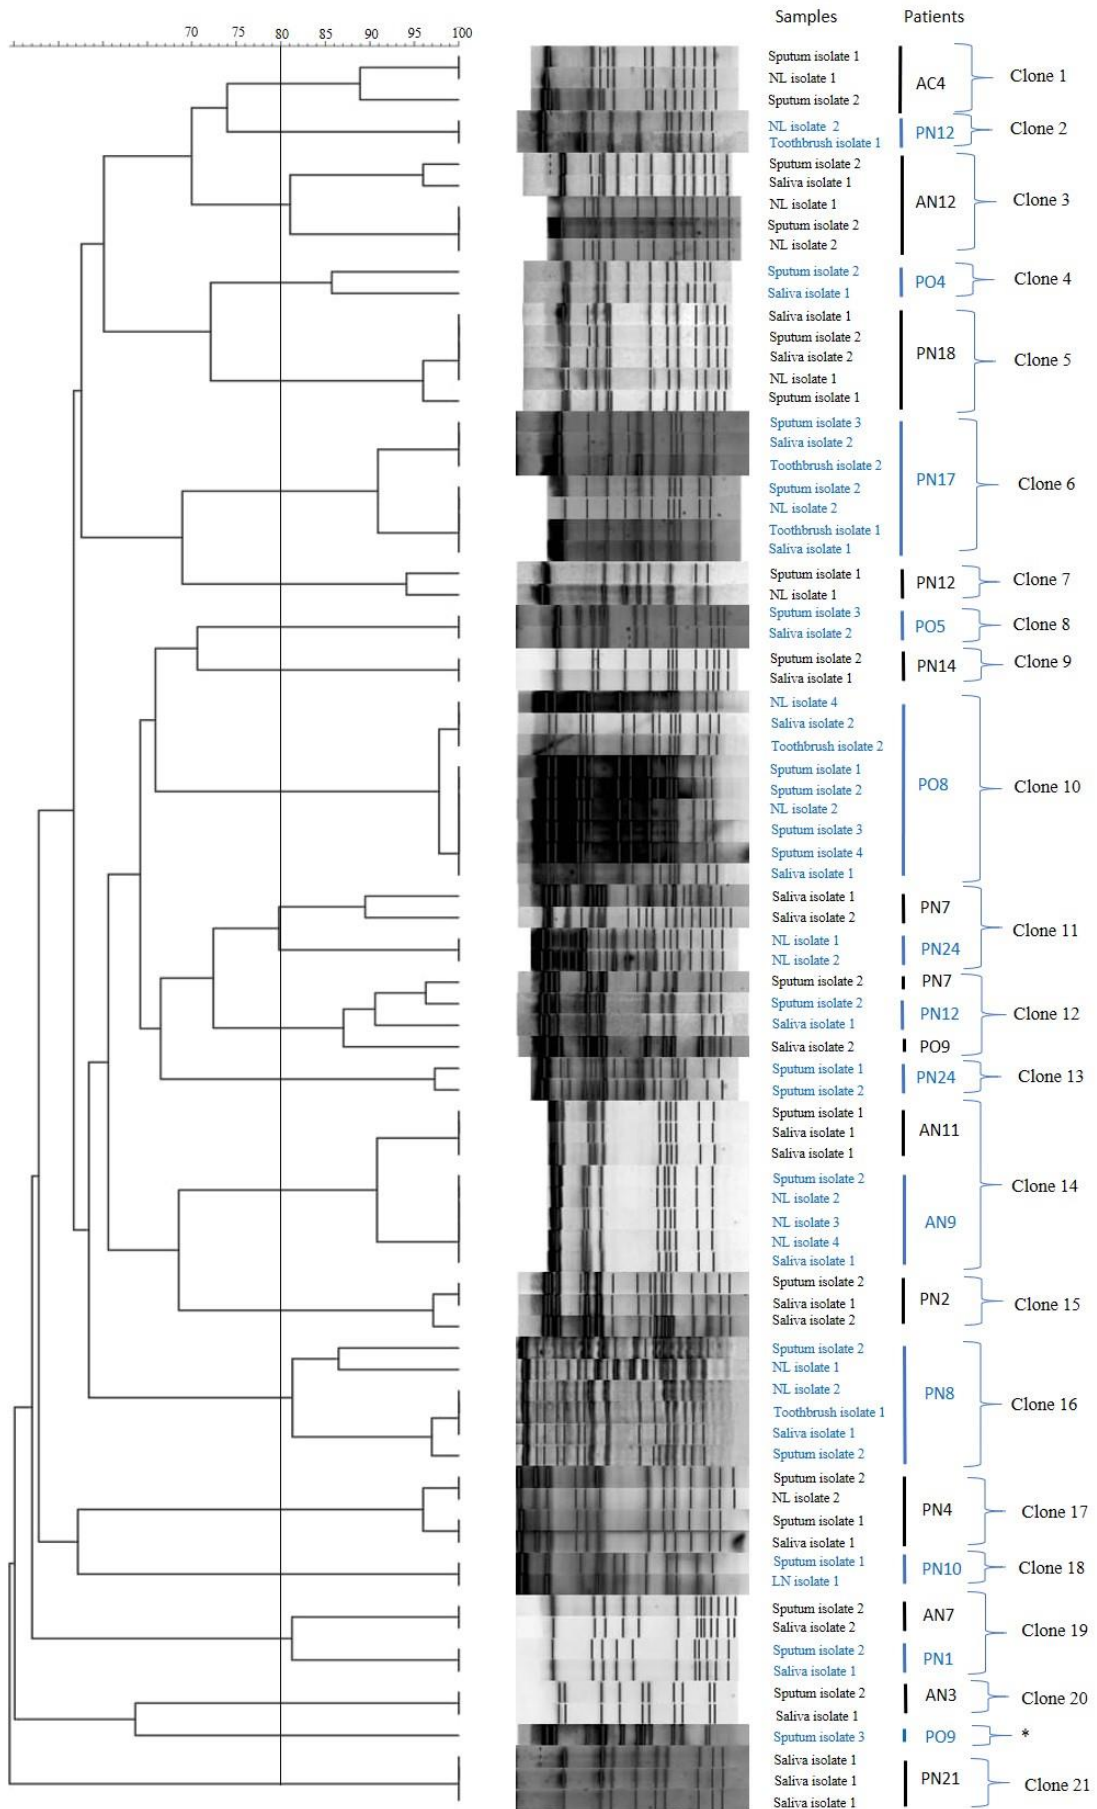 Samples Patients
70 75 80 85 90 95 100
Sputum isolate 1
NL isolate 1 AC4 Clone 1
Sputum isolate 2
NL isolate 2 PN12 Clone 2
Toothbrush isolate 1
Sputum isolate 2
Saliva isolate 1
NL isolate 1 AN12 Clone 3
Sputum isolate 2
NL isolate 2
Sputum isolate 2 PO4 Clone 4
Saliva isolate 1
Saliva isolate 1
Sputum isolate 2
Saliva isolate 2 PN18 Clone 5
NL isolate 1
Sputum isolate 1
Sputum isolate 3
Saliva isolate 2
Toothbrush isolate 2
Sputum isolate 2 PN17 Clone 6
NL isolate 2
Toothbrush isolate 1
Saliva isolate 1
Sputum isolate 1 PN12 Clone 7
NL isolate 1
Sputum isolate 3
Saliva isolate 2 PO5 Clone 8
Sputum isolate 2 PN14 Clone 9
Saliva isolate 1
NL isolate 4
Saliva isolate 2
Toothbrush isolate 2
Sputum isolate 1
Sputum isolate 2 PO8 Clone 10
NL isolate 2
Sputum isolate 3
Sputum isolate 4
Saliva isolate 1
Saliva isolate 1 PN7
Saliva isolate 2
Clone 11
NL isolate 1 PN24
NL isolate 2
Sputum isolate 2 PN7
Sputum isolate 2 PN12 Clone 12
Saliva isolate 1
Saliva isolate 2 PO9
Sputum isolate 1 PN24 Clone 13
Sputum isolate 2
Sputum isolate 1
Saliva isolate 1 AN11
Saliva isolate 1
Sputum isolate 2 Clone 14
NL isolate 2
NL isolate 3 AN9
NL isolate 4
Saliva isolate 1
Sputum isolate 2
Saliva isolate 1 PN2 Clone 15
Saliva isolate 2
Sputum isolate 2
NL isolate 1
NL isolate 2 PN8 Clone 16
Toothbrush isolate 1
Saliva isolate 1
Sputum isolate 2
Sputum isolate 2
NL isolate 2 PN4 Clone 17
Sputum isolate 1
Saliva isolate 1
Sputum isolate 1 PN10 Clone 18
LN isolate 1
Sputum isolate 2 AN7
Saliva isolate 2 Clone 19
Sputum isolate 2 PN1
Saliva isolate 1
Sputum isolate 2 AN3 Clone 20
Saliva isolate 1
Sputum isolate 3 PO9 *
Saliva isolate 1
Saliva isolate 1 PN21 Clone 21
Saliva isolate 1